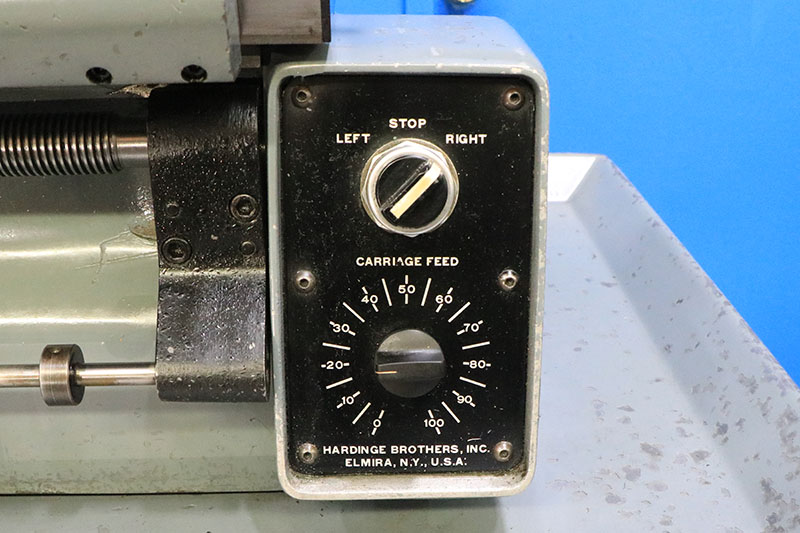 STOP
LEFT RIGHT
CARRIAGE FEED
50
40 60
30 70
-20- -80-
10 90
0 100
HARDINGE BROTHERS, INC.
ELMIRA, N.Y., U.S.A.